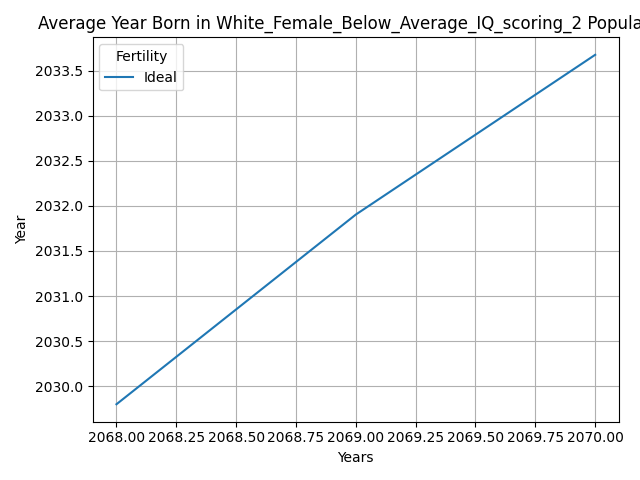 Average Year Born in White_Female_Below_Average_IQ_scoring_2 Popula
Fertility
Ideal
2033.5
2033.0
2032.5
2032.0
2031.5
2031.0
2030.5
2030.0
Year
2068.00 2068.25 2068.50 2068.75 2069.00 2069.25 2069.50 2069.75 2070.00
Years